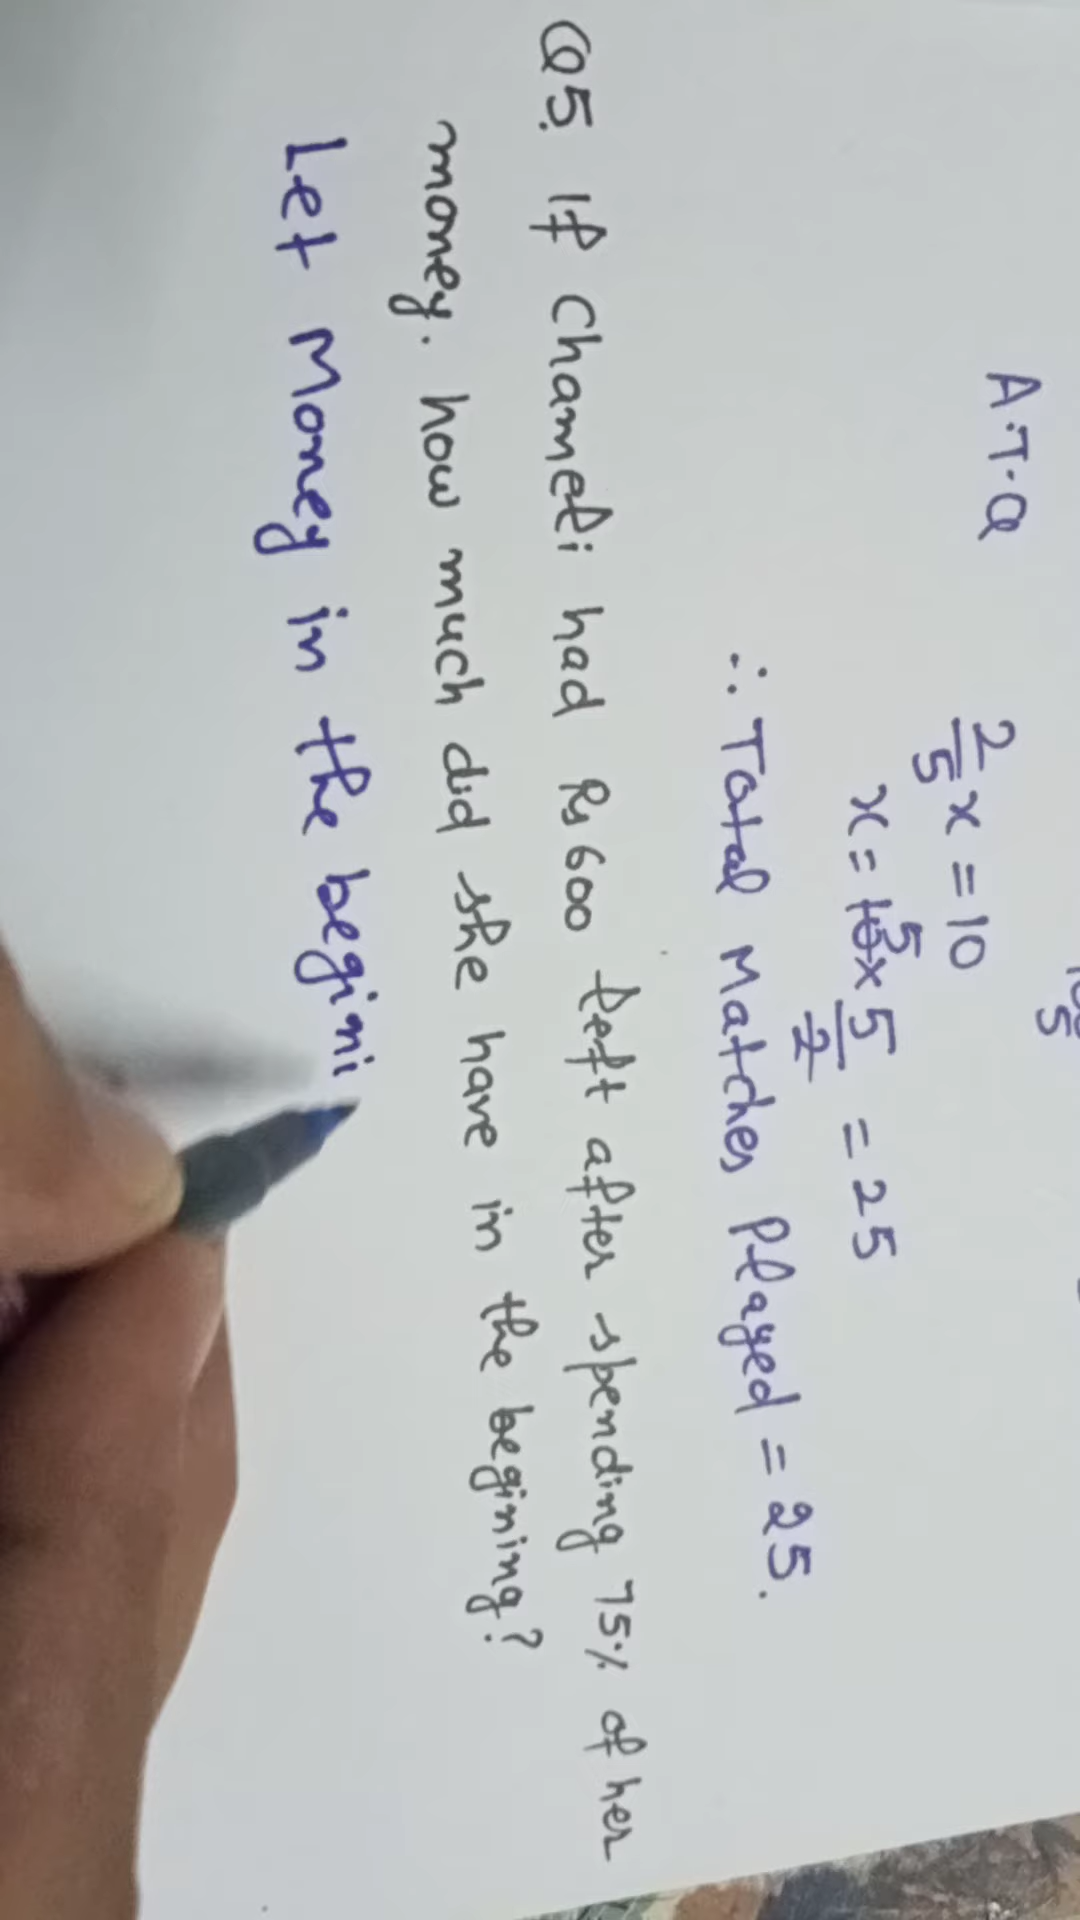 A.T.Q
2/5 x = 10
x = 10 5 × 5/2 = 25
∴ Total Matches Played = 25.
Q5. If Chameli had Rs 600 left after spending 75% of her
money. how much did she have in the begining?
Let Money in the begini